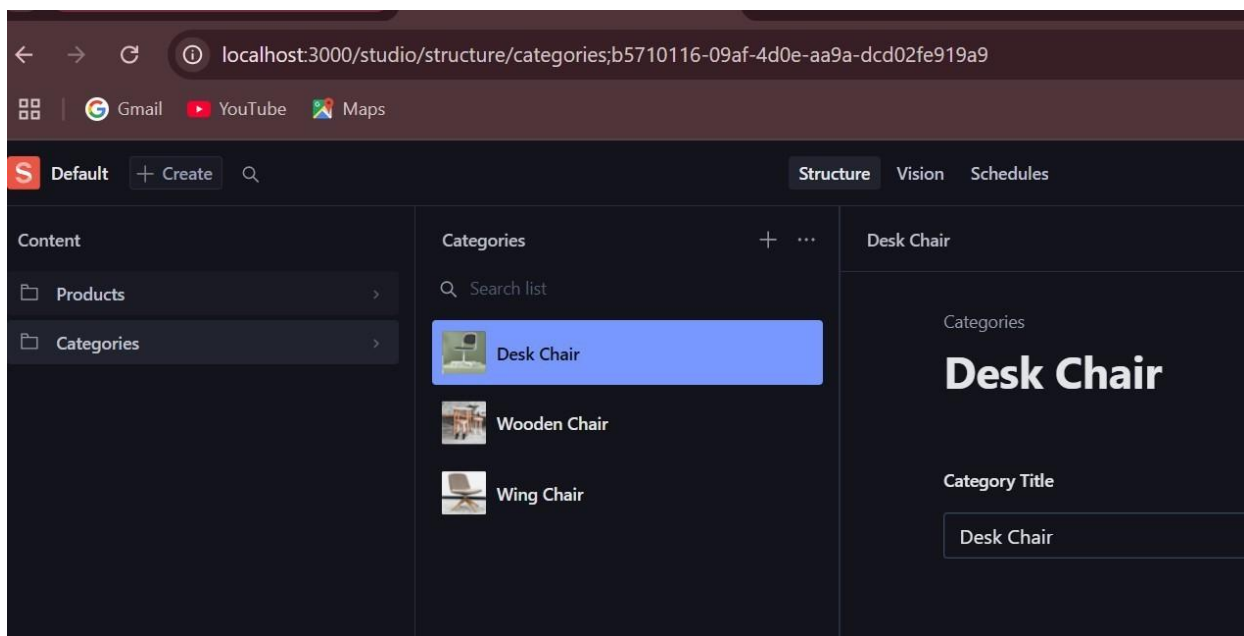 localhost:3000/studio/structure/categories;b5710116-09af-4d0e-aa9a-dcd02fe919a9
Gmail YouTube Maps
S Default + Create Structure Vision Schedules
Content
Products
Categories
Categories
Search list
Desk Chair
Wooden Chair
Wing Chair
Desk Chair
Categories
Desk Chair
Category Title
Desk Chair